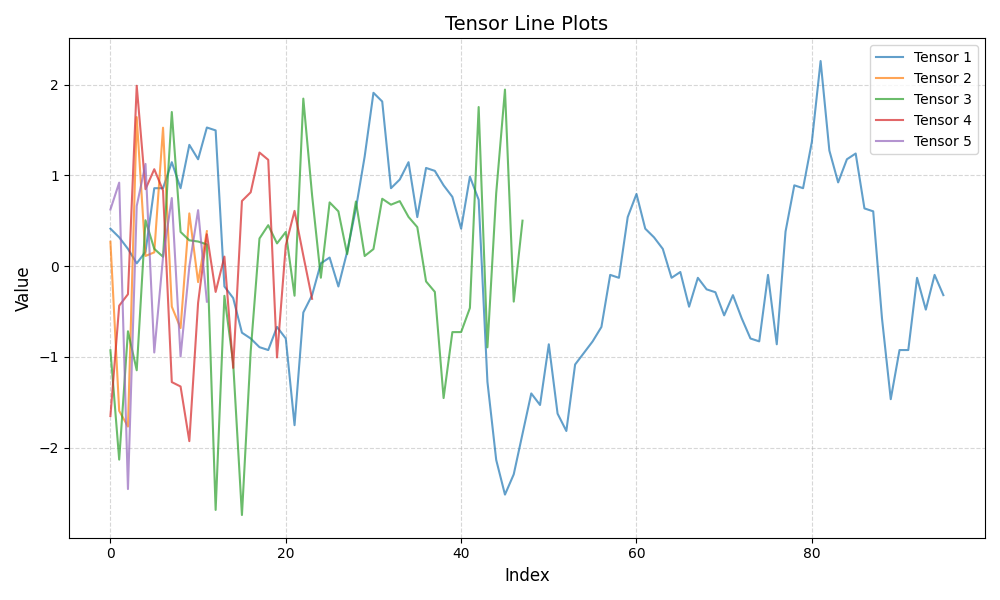 Tensor Line Plots
Tensor 1
Tensor 2
Tensor 3
Tensor 4
Tensor 5
Value
2
1
0
−1
−2
0 20 40 60 80
Index